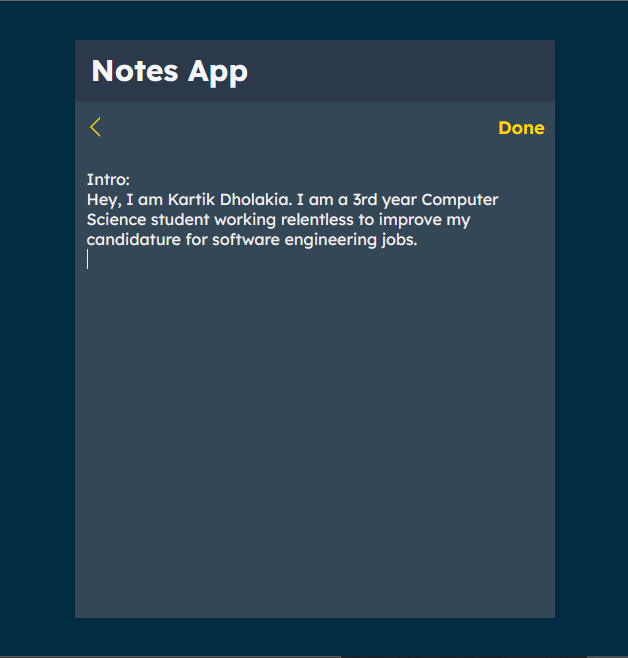 Notes App
Done
Intro:
Hey, I am Kartik Dholakia. I am a 3rd year Computer
Science student working relentless to improve my
candidature for software engineering jobs.